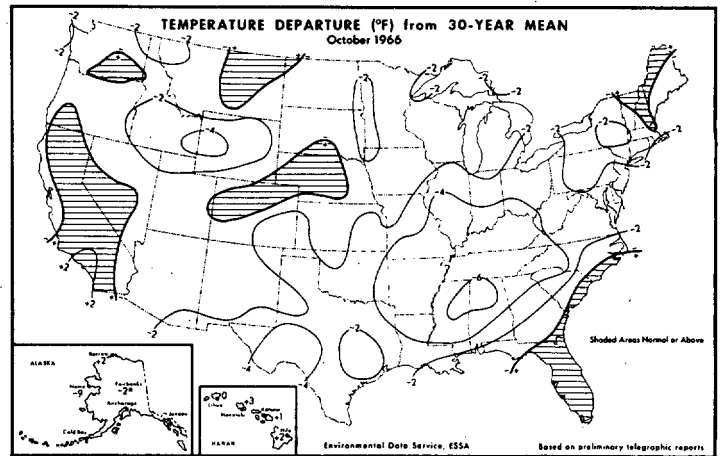 TEMPERATURE DEPARTURE (°F) from 30-YEAR MEAN
October 1966
-2
-2
-2
-2
-2
-2
-2
-2
-2
-4
-2
-2
-2
-4
-2
-6
+2
+2
-2
-4
-4
-2
Shaded Areas Normal or Above
ALASKA
Barrow
+2
Nome
-9
Fairbanks
-2
Anchorage
Juneau
Cold Bay
0
Lihue
+3
Honolulu
Kahului
+1
Hilo
+2
HAWAII
Environmental Data Service, ESSA
Based on preliminary telegraphic reports